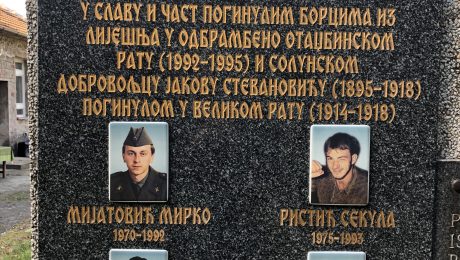 У СЛАВУ И ЧАСТ ПОГИНУЛИМ БОРЦИМА ИЗ
ЛИЈЕШЊА У ОДБРАМБЕНО ОТАЏБИНСКОМ
РАТУ (1992-1995) И СОЛУНСКОМ
ДОБРОВОЉЦУ ЈАКОВУ СТЕВАНОВИЋУ (1895-1918)
ПОГИНУЛОМ У ВЕЛИКОМ РАТУ (1914-1918)
МИЈАТОВИЋ МИРКО
1970-1992
РИСТИЋ СЕКУЛА
1975-1993